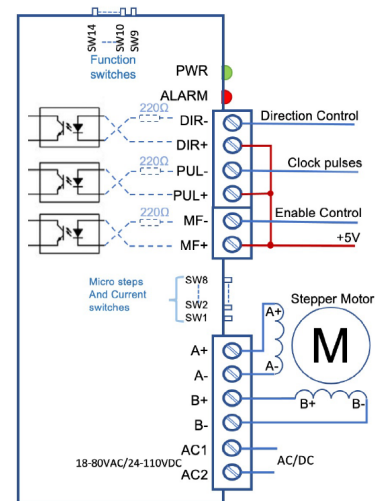 SW14
SW10
SW9
Function
switches
PWR
ALARM
220Ω
DIR-
Direction Control
DIR+
220Ω
PUL-
Clock pulses
PUL+
220Ω
MF-
Enable Control
MF+
+5V
Micro steps
And Current
switches
SW8
SW2
SW1
Stepper Motor
A+
M
A+
A-
A-
B+
B+
B-
B-
AC1
18-80VAC/24-110VDC
AC/DC
AC2